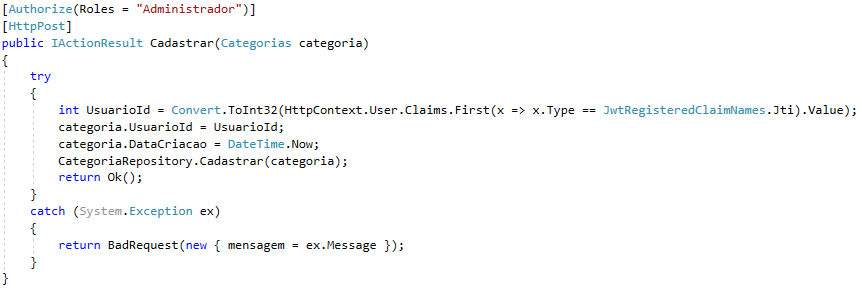 [Authorize(Roles = "Administrador")]
[HttpPost]
public IActionResult Cadastrar(Categorias categoria)
{
try
{
int UsuarioId = Convert.ToInt32(HttpContext.User.Claims.First(x => x.Type == JwtRegisteredClaimNames.Jti).Value);
categoria.UsuarioId = UsuarioId;
categoria.DataCriacao = DateTime.Now;
CategoriaRepository.Cadastrar(categoria);
return Ok();
}
catch (System.Exception ex)
{
return BadRequest(new { mensagem = ex.Message });
}
}